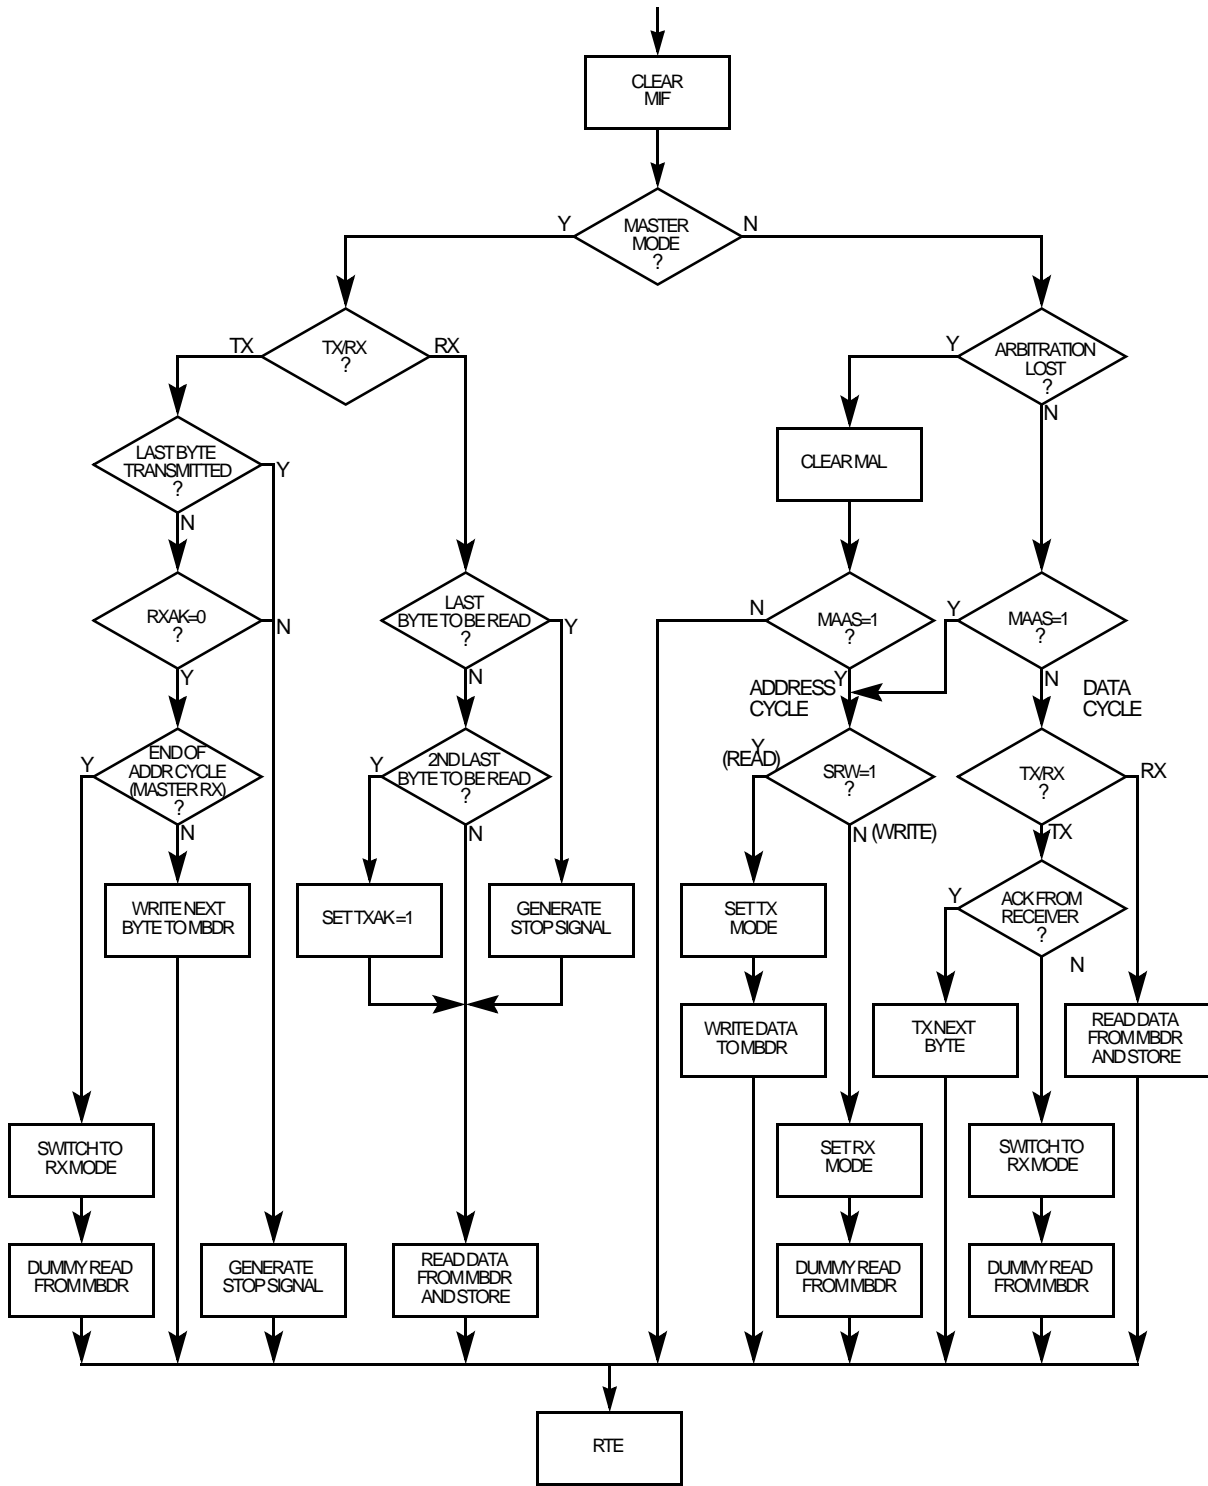 CLEAR
MIF
Y
MASTER
MODE
?
N
TX
TX/RX
?
RX
Y
ARBITRATION
LOST
?
N
LAST BYTE
TRANSMITTED
?
Y
N
CLEAR MAL
RXAK=0
?
N
Y
LAST
BYTE TO BE READ
?
Y
N
N
MAAS=1
?
Y
Y
MAAS=1
?
N
ADDRESS
CYCLE
DATA
CYCLE
Y
END OF
ADDR CYCLE
(MASTER RX)
?
N
Y
2ND LAST
BYTE TO BE READ
?
N
Y
(READ)
SRW=1
?
N (WRITE)
TX/RX
?
RX
TX
WRITE NEXT
BYTE TO MBDR
SET TXAK =1
GENERATE
STOP SIGNAL
SET TX
MODE
Y
ACK FROM
RECEIVER
?
N
WRITE DATA
TO MBDR
TX NEXT
BYTE
READ DATA
FROM MBDR
AND STORE
SWITCH TO
RX MODE
SET RX
MODE
SWITCH TO
RX MODE
DUMMY READ
FROM MBDR
GENERATE
STOP SIGNAL
READ DATA
FROM MBDR
AND STORE
DUMMY READ
FROM MBDR
DUMMY READ
FROM MBDR
RTE